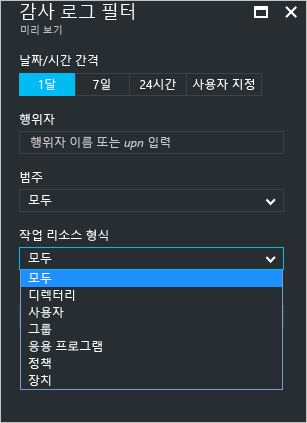 감사 로그 필터
미리 보기
날짜/시간 간격
1달 7일 24시간 사용자 지정
행위자
행위자 이름 또는 upn 입력
범주
모두
작업 리소스 형식
모두
모두
디렉터리
사용자
그룹
응용 프로그램
정책
장치